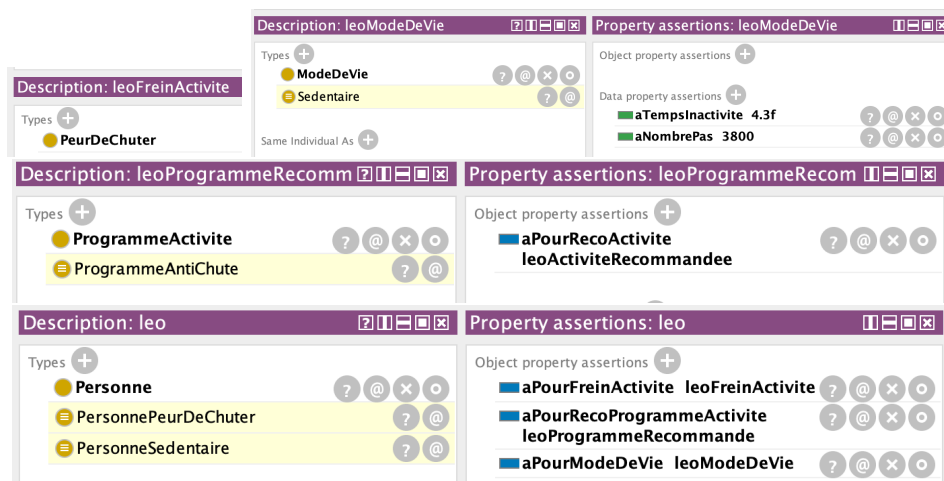 Description: leoModeDeVie
Property assertions: leoModeDeVie
Types
ModeDeVie
Sedentaire
Same Individual As
Object property assertions
Data property assertions
aTempsInactivite 4.3f
aNombrePas 3800
Description: leoFreinActivite
Types
PeurDeChuter
Description: leoProgrammeRecomm
Property assertions: leoProgrammeRecom
Types
ProgrammeActivite
ProgrammeAntiChute
Object property assertions
aPourRecoActivite
leoActiviteRecommandee
Description: leo
Property assertions: leo
Types
Personne
PersonnePeurDeChuter
PersonneSedentaire
Object property assertions
aPourFreinActivite leoFreinActivite
aPourRecoProgrammeActivite
leoProgrammeRecommande
aPourModeDeVie leoModeDeVie